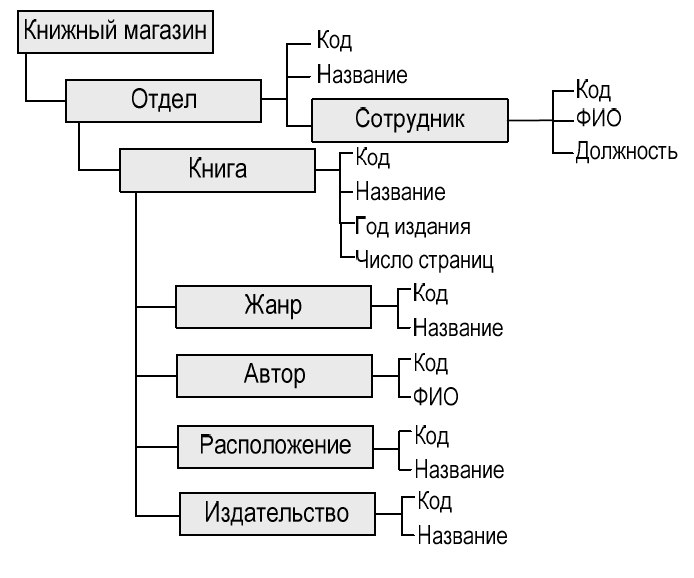 Книжный магазин
Код
Название
Отдел
Сотрудник
Код
ФИО
Должность
Книга
Код
Название
Год издания
Число страниц
Жанр
Код
Название
Автор
Код
ФИО
Расположение
Код
Название
Издательство
Код
Название